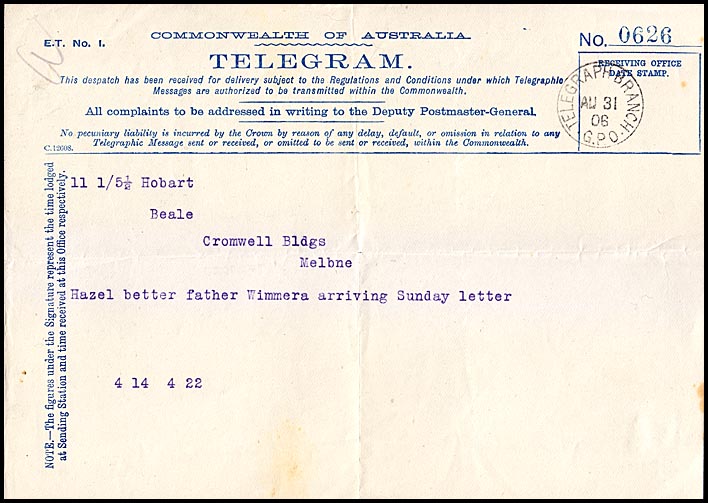 E.T. No. 1.
COMMONWEALTH OF AUSTRALIA
No. 0626
TELEGRAM.
This despatch has been received for delivery subject to the Regulations and Conditions under which Telegraphic
Messages are authorized to be transmitted within the Commonwealth.
All complaints to be addressed in writing to the Deputy Postmaster-General.
No pecuniary liability is incurred by the Crown by reason of any delay, default, or omission in relation to any
Telegraphic Message sent or received, or omitted to be sent or received, within the Commonwealth.
C.12608.
RECEIVING OFFICE
DATE STAMP.
TELEGRAPH BRANCH.
AU 31
06
G.P.O.
11 1/5½ Hobart
Beale
Cromwell Bldgs
Melbne
Hazel better father Wimmera arriving Sunday letter
4 14 4 22
NOTE.—The figures under the Signature represent the time lodged
at Sending Station and time received at this Office respectively.